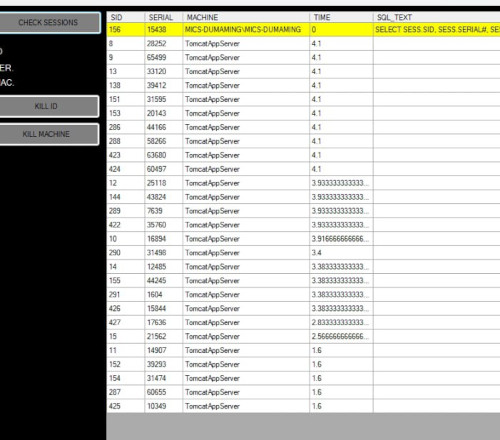 CHECK SESSIONS
ER.
AC.
KILL ID
KILL MACHINE
SID SERIAL MACHINE TIME SQL_TEXT
156 15438 MICS-DUMAMING\MICS-DUMAMING 0 SELECT SESS.SID, SESS.SERIAL#, SE
8 28252 TomcatAppServer 4.1
9 65499 TomcatAppServer 4.1
13 33120 TomcatAppServer 4.1
138 39412 TomcatAppServer 4.1
151 31595 TomcatAppServer 4.1
153 20143 TomcatAppServer 4.1
286 44166 TomcatAppServer 4.1
288 58266 TomcatAppServer 4.1
423 63680 TomcatAppServer 4.1
424 60497 TomcatAppServer 4.1
12 25118 TomcatAppServer 3.933333333333...
144 43824 TomcatAppServer 3.933333333333...
289 7639 TomcatAppServer 3.933333333333...
422 35760 TomcatAppServer 3.933333333333...
10 16894 TomcatAppServer 3.916666666666...
290 31498 TomcatAppServer 3.4
14 12485 TomcatAppServer 3.383333333333...
155 44245 TomcatAppServer 3.383333333333...
291 1604 TomcatAppServer 3.383333333333...
426 15844 TomcatAppServer 3.383333333333...
427 17636 TomcatAppServer 2.833333333333...
15 21562 TomcatAppServer 2.566666666666...
11 14907 TomcatAppServer 1.6
152 39293 TomcatAppServer 1.6
154 31474 TomcatAppServer 1.6
287 60655 TomcatAppServer 1.6
425 10349 TomcatAppServer 1.6